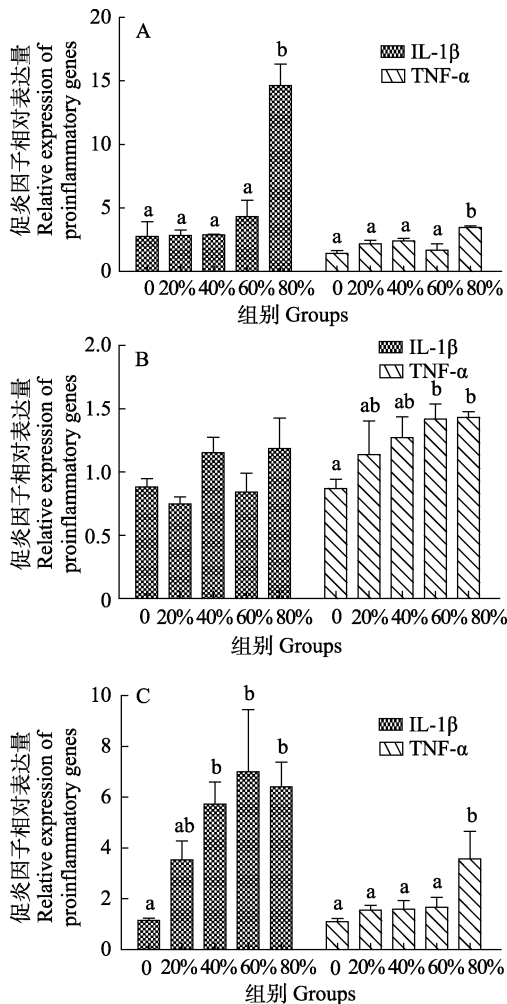 A
促炎因子相对表达量
Relative expression of
proinflammatory genes
20
15
10
5
0
IL-1β
TNF-α
a a a a b
a a a a b
0 20% 40% 60% 80%
0 20% 40% 60% 80%
组别 Groups
B
促炎因子相对表达量
Relative expression of
proinflammatory genes
2.0
1.5
1.0
0.5
0
IL-1β
TNF-α
a ab ab b b
0 20% 40% 60% 80%
0 20% 40% 60% 80%
组别 Groups
C
促炎因子相对表达量
Relative expression of
proinflammatory genes
10
8
6
4
2
0
IL-1β
TNF-α
a ab b b b
a a a a b
0 20% 40% 60% 80%
0 20% 40% 60% 80%
组别 Groups